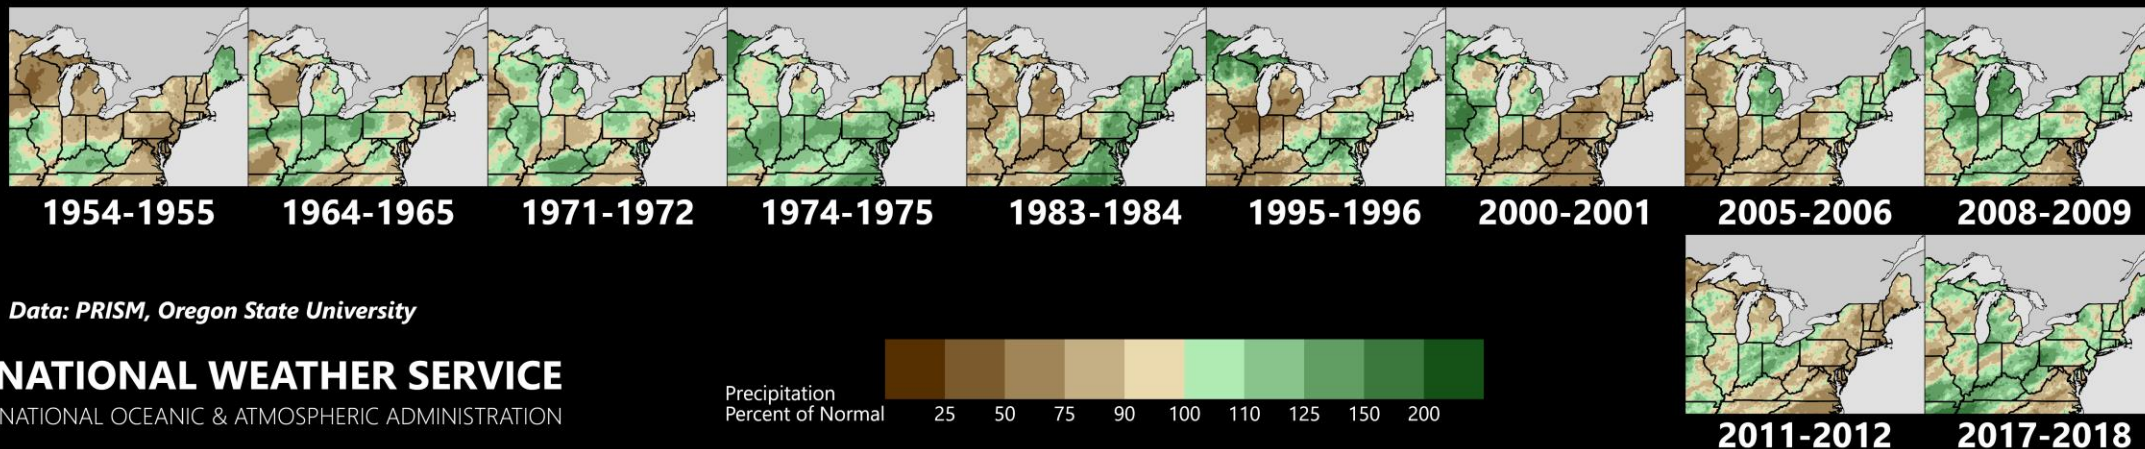 1954-1955 1964-1965 1971-1972 1974-1975 1983-1984 1995-1996 2000-2001 2005-2006 2008-2009
2011-2012 2017-2018
Data: PRISM, Oregon State University
NATIONAL WEATHER SERVICE
NATIONAL OCEANIC & ATMOSPHERIC ADMINISTRATION
Precipitation
Percent of Normal
25 50 75 90 100 110 125 150 200